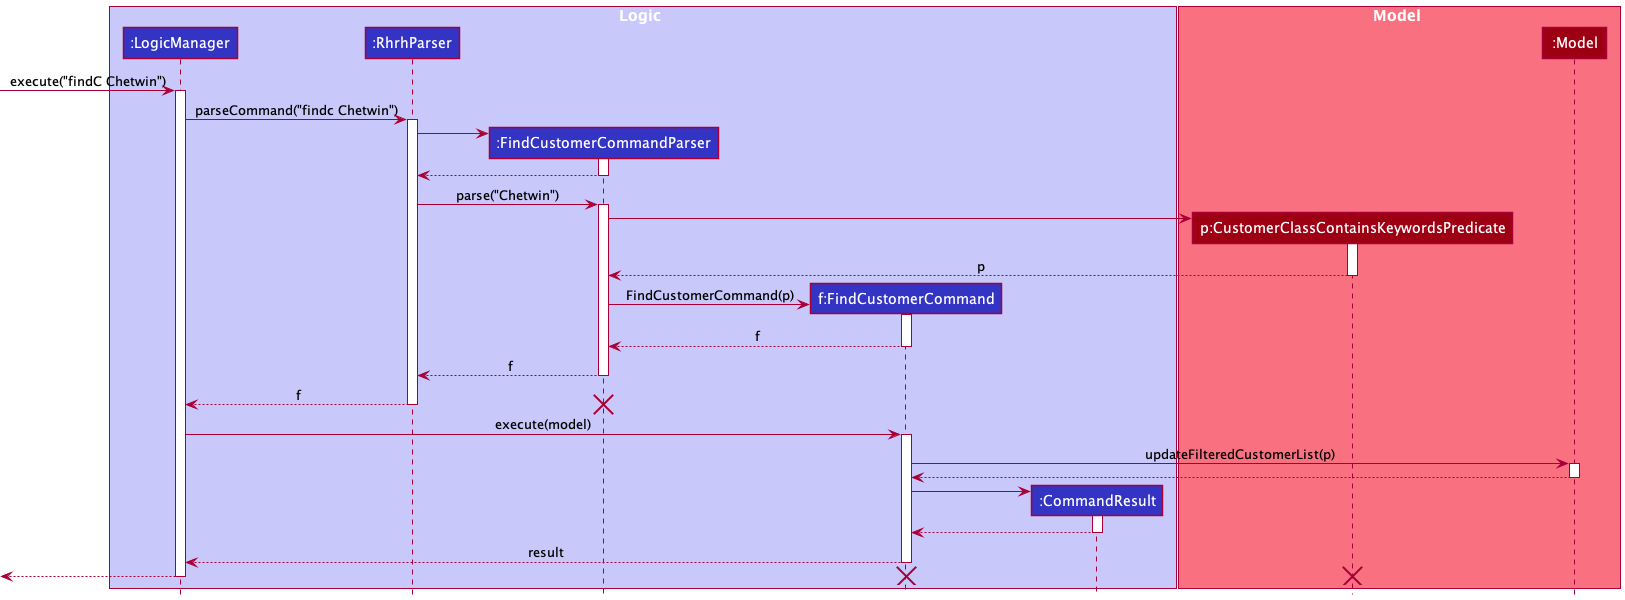 Logic
Model
:LogicManager
:RhrhParser
:Model
execute("findC Chetwin")
parseCommand("findc Chetwin")
:FindCustomerCommandParser
parse("Chetwin")
p:CustomerClassContainsKeywordsPredicate
p
FindCustomerCommand(p)
f:FindCustomerCommand
f
f
f
execute(model)
updateFilteredCustomerList(p)
:CommandResult
result